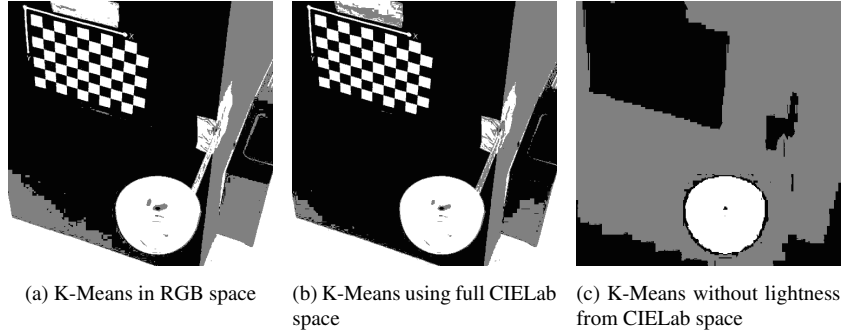 X
Y
(a) K-Means in RGB space
(b) K-Means using full CIELab
space
(c) K-Means without lightness
from CIELab space